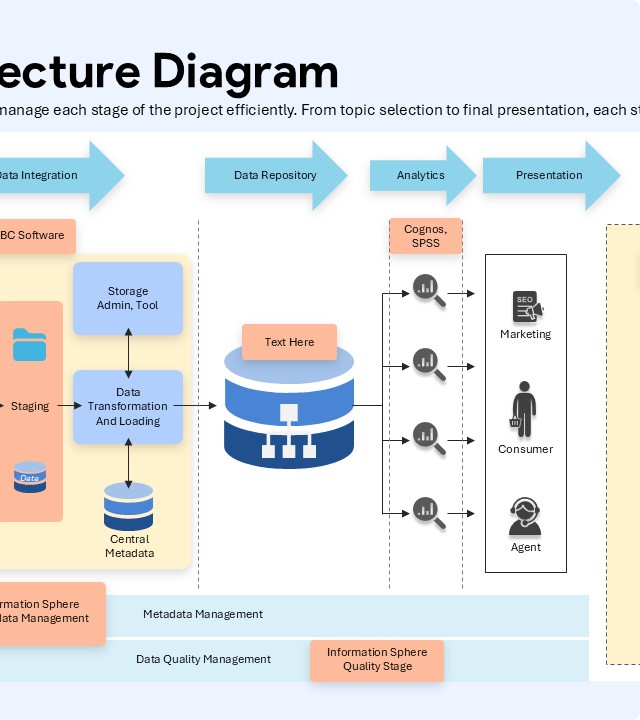 ecture Diagram
manage each stage of the project efficiently. From topic selection to final presentation, each st
Data Integration
Data Repository
Analytics
Presentation
BC Software
Cognos,
SPSS
Storage
Admin, Tool
Text Here
SEO
Marketing
Staging
Data
Transformation
And Loading
Consumer
Data
Central
Metadata
Agent
rmation Sphere
data Management
Metadata Management
Data Quality Management
Information Sphere
Quality Stage